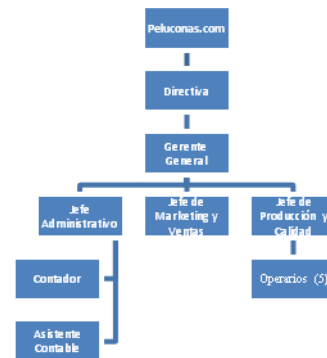 Peluconas.com
Directiva
Gerente
General
Jefe
Administrativo
Jefe de
Marketing y
Ventas
Jefe de
Producción y
Calidad
Contador
Operarios (5)
Asistente
Contable